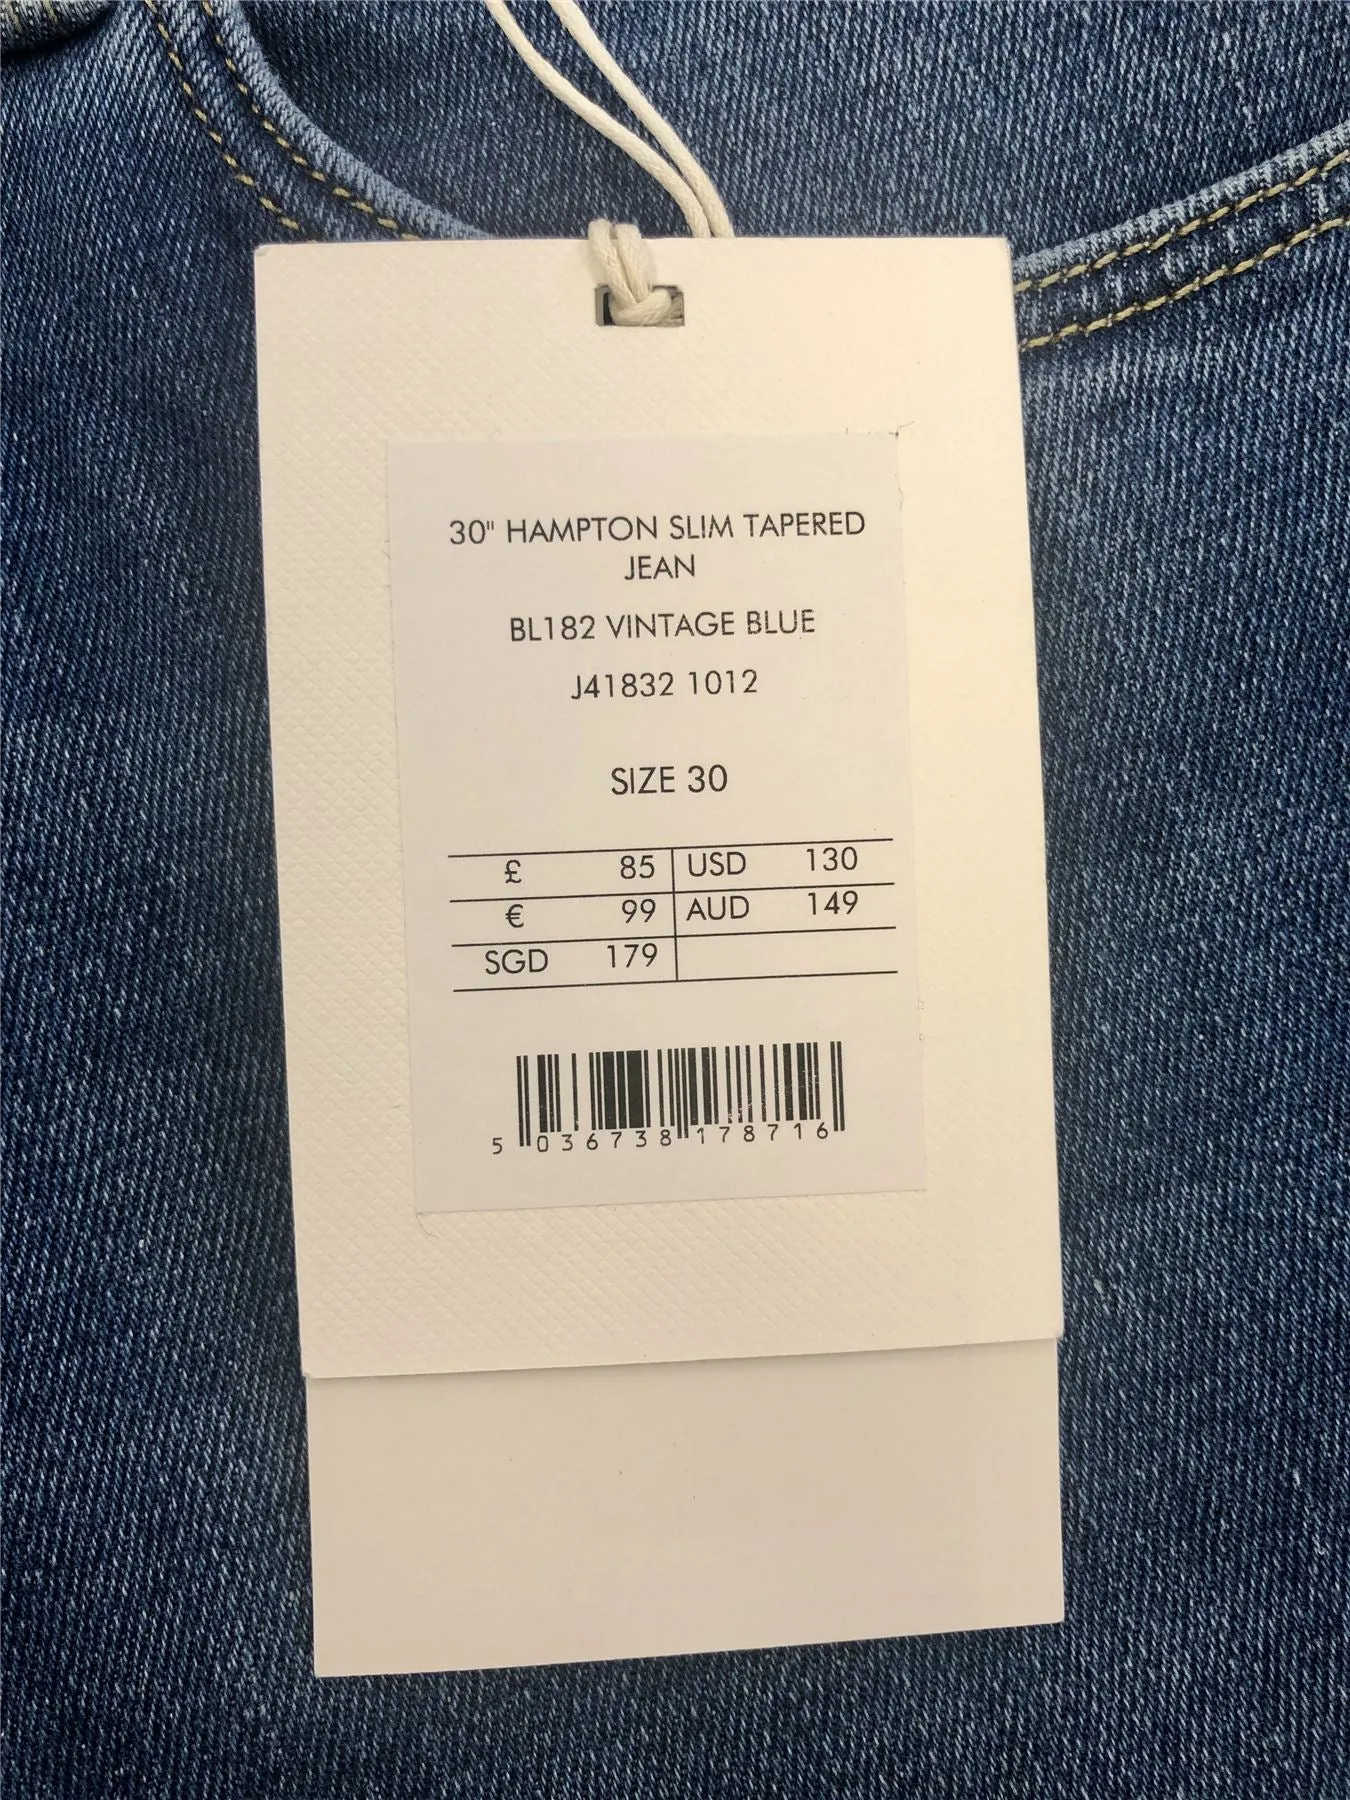 30" HAMPTON SLIM TAPERED
JEAN
BL182 VINTAGE BLUE
J41832 1012
SIZE 30
£ 85 USD 130
€ 99 AUD 149
SGD 179
5 036738 178716